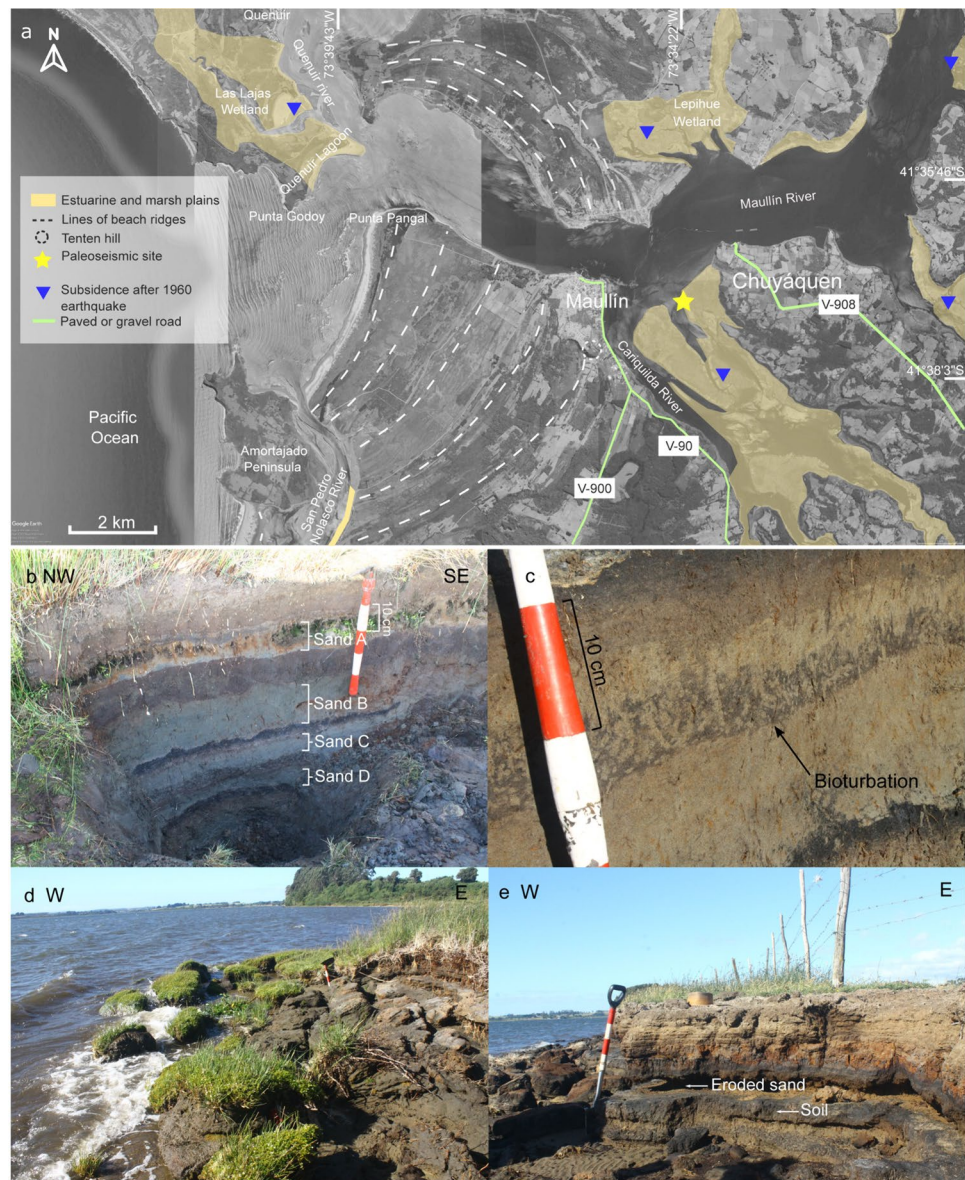 a
N
Quenuir
Quenuir river
73°39'43"W
73°34'22"W
Las Lajas
Wetland
Quenuir Lagoon
Lepihue
Wetland
41°35'46"S
Maullín River
Estuarine and marsh plains
Lines of beach ridges
Tenten hill
Paleoseismic site
Subsidence after 1960
earthquake
Paved or gravel road
Punta Godoy
Punta Pangal
Maullín
Chuyáquen
V-908
41°38'3"S
Cariquilda River
Pacific
Ocean
Amortajado
Peninsula
San Pedro
Nolasco River
V-90
V-900
Google Earth
2 km
b NW
SE
10 cm
Sand A
Sand B
Sand C
Sand D
c
10 cm
Bioturbation
d W
E
e W
E
Eroded sand
Soil